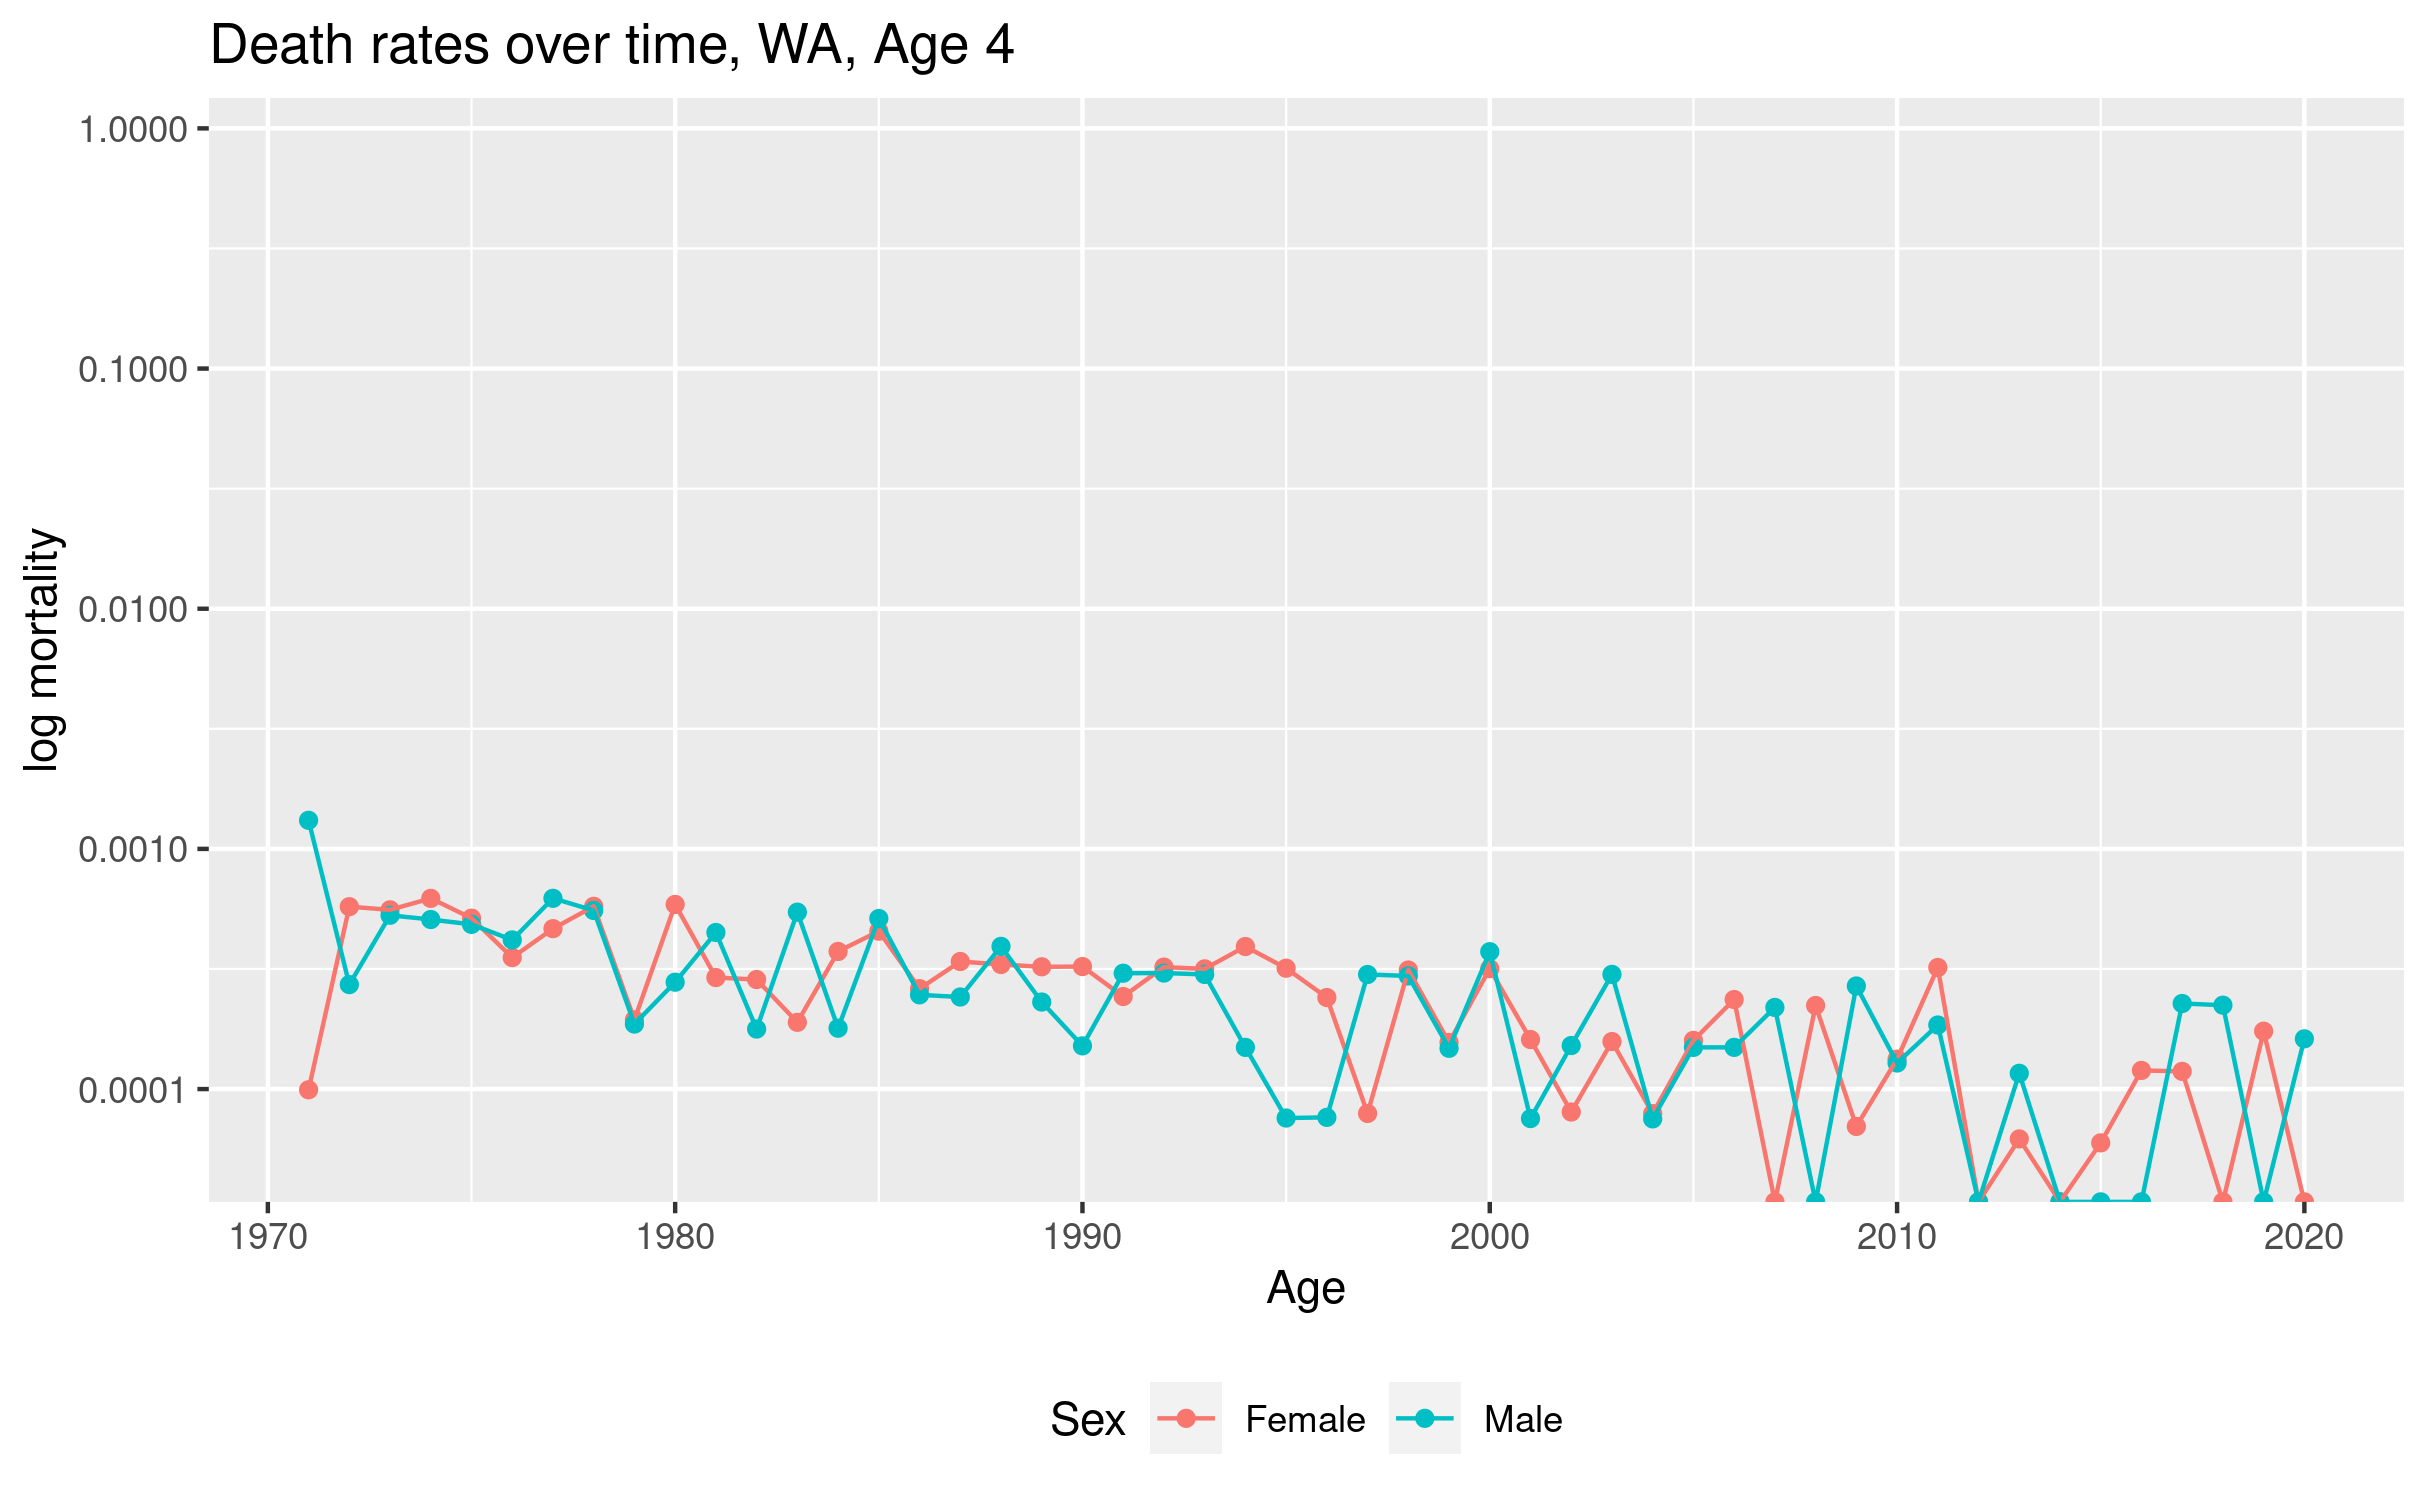 Death rates over time, WA, Age 4
log mortality
1.0000
0.1000
0.0100
0.0010
0.0001
1970 1980 1990 2000 2010 2020
Age
Sex Female Male